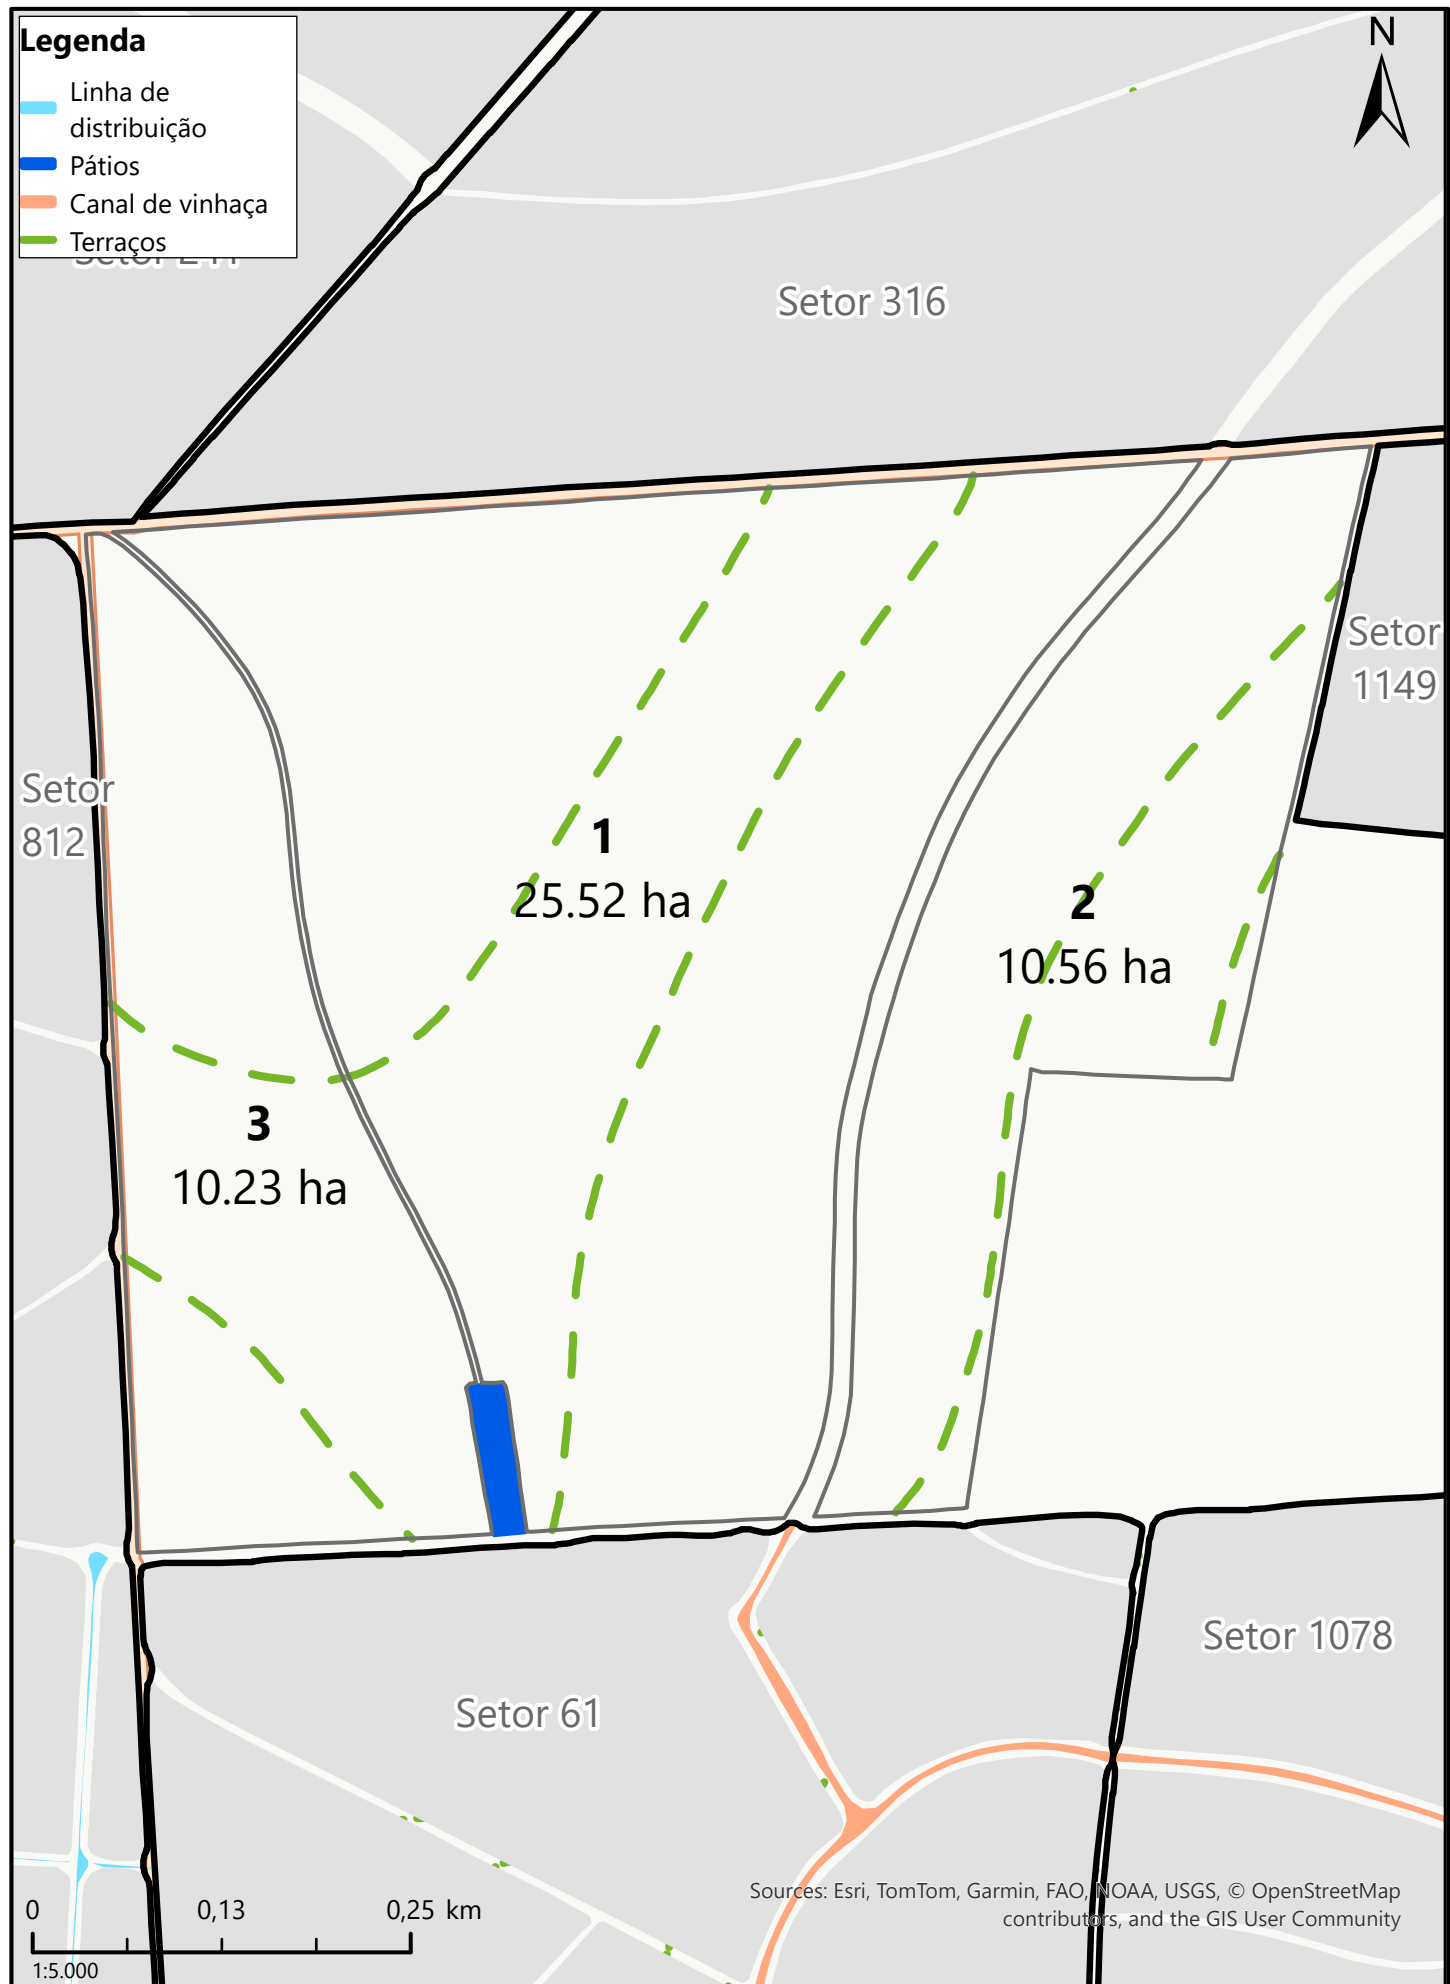 Legenda
Linha de
distribuição
Pátios
Canal de vinhaça
Terraços
N
Setor 316
Setor
1149
Setor
812
1
25.52 ha
2
10.56 ha
3
10.23 ha
Setor 1078
Setor 61
Sources: Esri, TomTom, Garmin, FAO, NOAA, USGS, © OpenStreetMap
contributors, and the GIS User Community
0 0,13 0,25 km
1:5.000